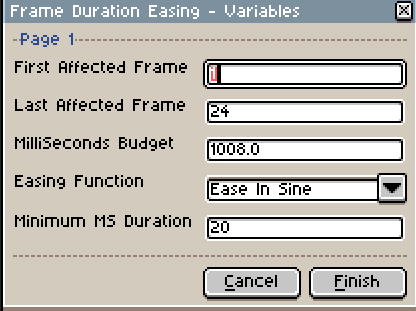 Frame Duration Easing - Variables
Page 1
First Affected Frame 1
Last Affected Frame 24
MilliSeconds Budget 1008.0
Easing Function Ease In Sine
Minimum MS Duration 20
Cancel Finish